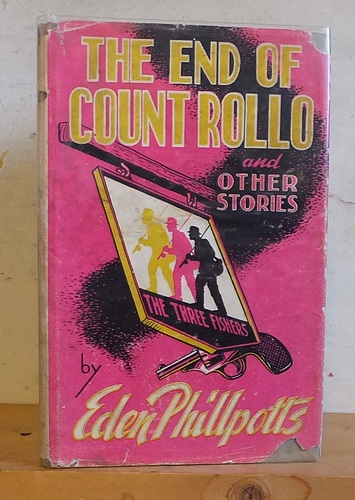 THE END OF
COUNT ROLLO
and
OTHER
STORIES
THE THREE FISHERS
by
Eden Phillpotts